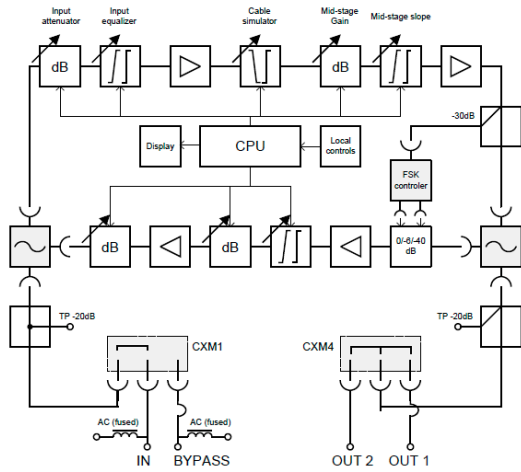 Input
attenuator
Input
equalizer
Cable
simulator
Mid-stage
Gain
Mid-stage slope
dB
dB
-30dB
Display
CPU
Local
controls
FSK
controler
dB
dB
0/-6/-40
dB
TP -20dB
TP -20dB
CXM1
CXM4
AC (fused)
AC (fused)
IN
BYPASS
OUT 2
OUT 1